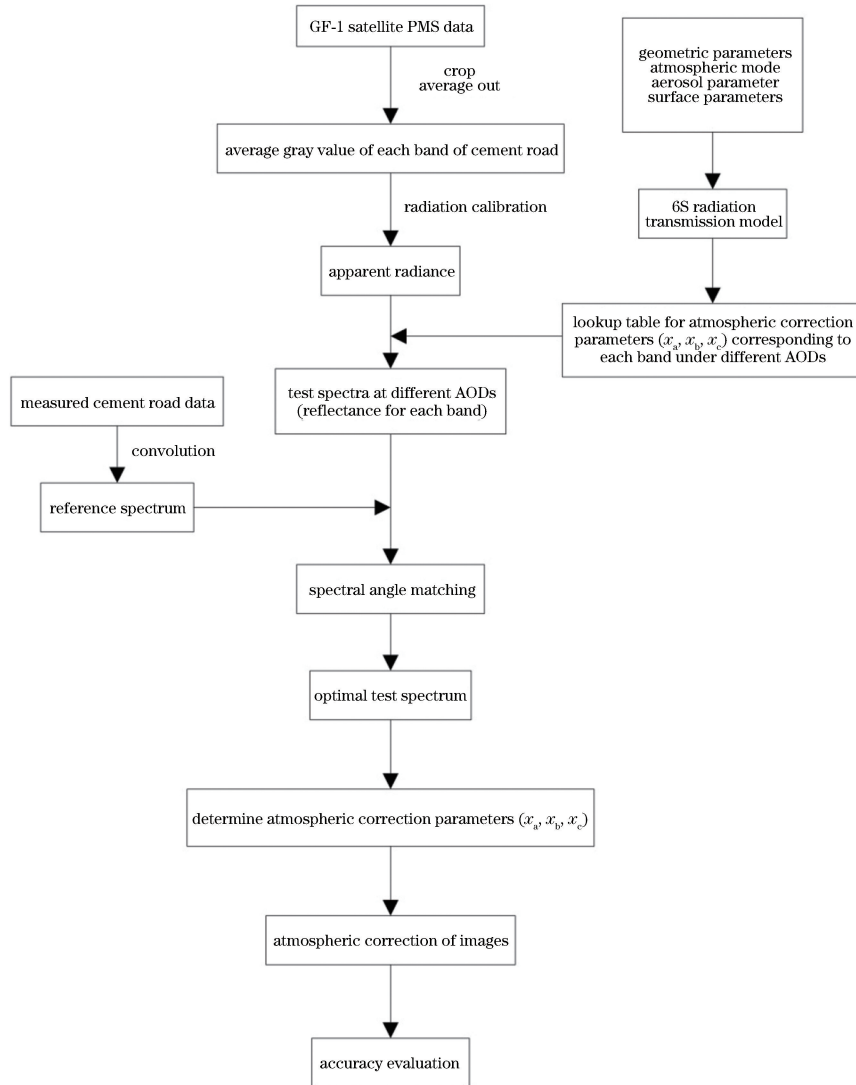 GF-1 satellite PMS data
crop
average out
average gray value of each band of cement road
radiation calibration
apparent radiance
geometric parameters
atmospheric mode
aerosol parameter
surface parameters
6S radiation
transmission model
lookup table for atmospheric correction
parameters (xa, xb, xc) corresponding to
each band under different AODs
test spectra at different AODs
(reflectance for each band)
measured cement road data
convolution
reference spectrum
spectral angle matching
optimal test spectrum
determine atmospheric correction parameters (xa, xb, xc)
atmospheric correction of images
accuracy evaluation